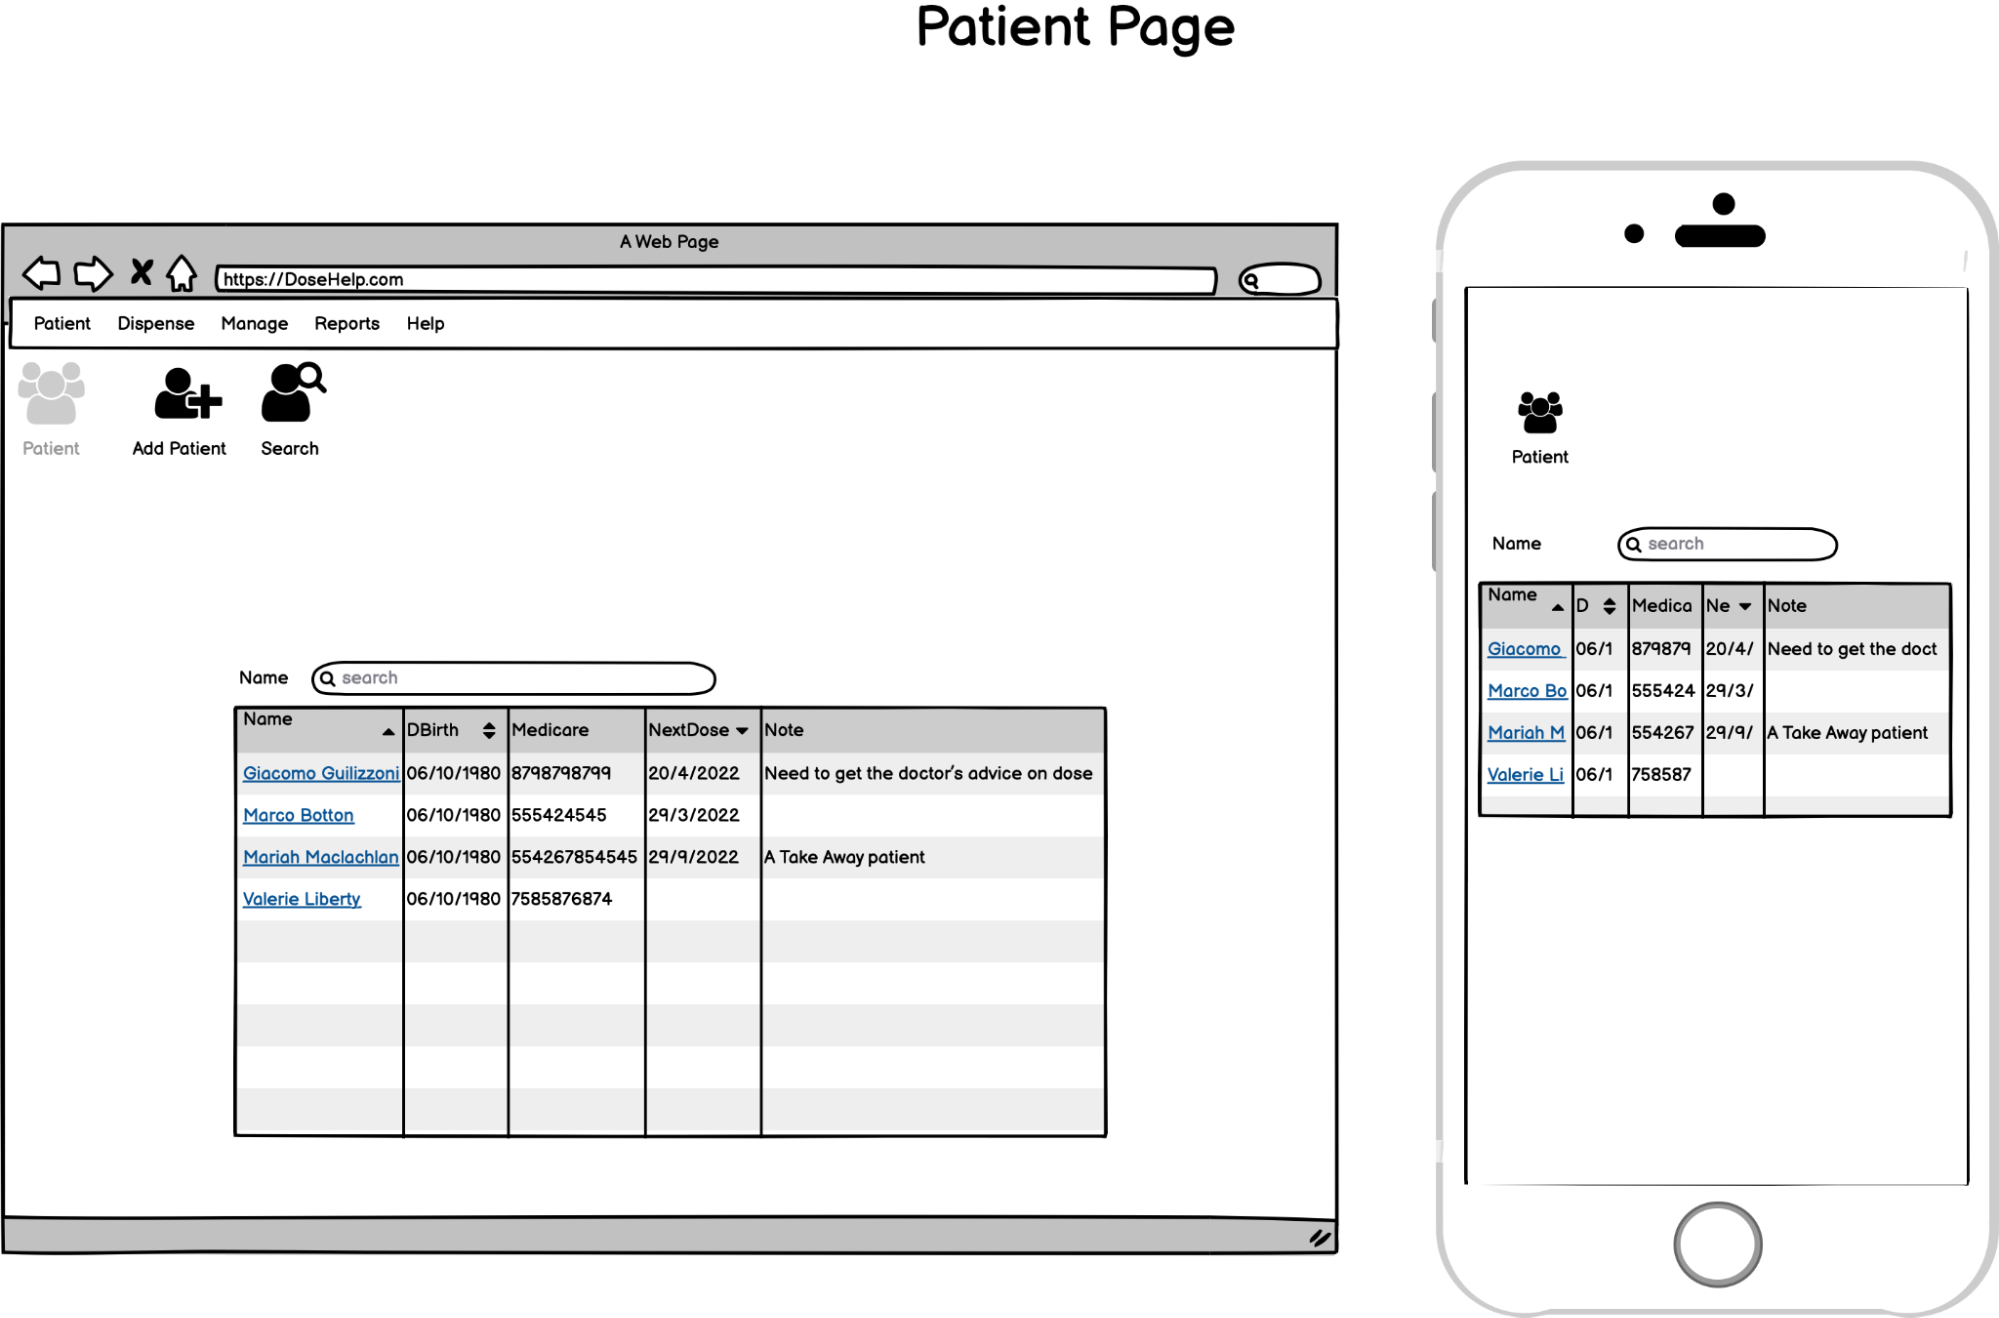 Patient Page
A Web Page
https://DoseHelp.com
Patient Dispense Manage Reports Help
Patient Add Patient Search
Name search
Name DBirth Medicare NextDose Note
Giacomo Guilizzoni 06/10/1980 8798798799 20/4/2022 Need to get the doctor's advice on dose
Marco Botton 06/10/1980 555424545 29/3/2022
Mariah Maclachlan 06/10/1980 554267854545 29/9/2022 A Take Away patient
Valerie Liberty 06/10/1980 7585876874
Patient
Name search
Name D Medica Ne Note
Giacomo 06/1 879879 20/4/ Need to get the doct
Marco Bo 06/1 555424 29/3/
Mariah M 06/1 554267 29/9/ A Take Away patient
Valerie Li 06/1 758587